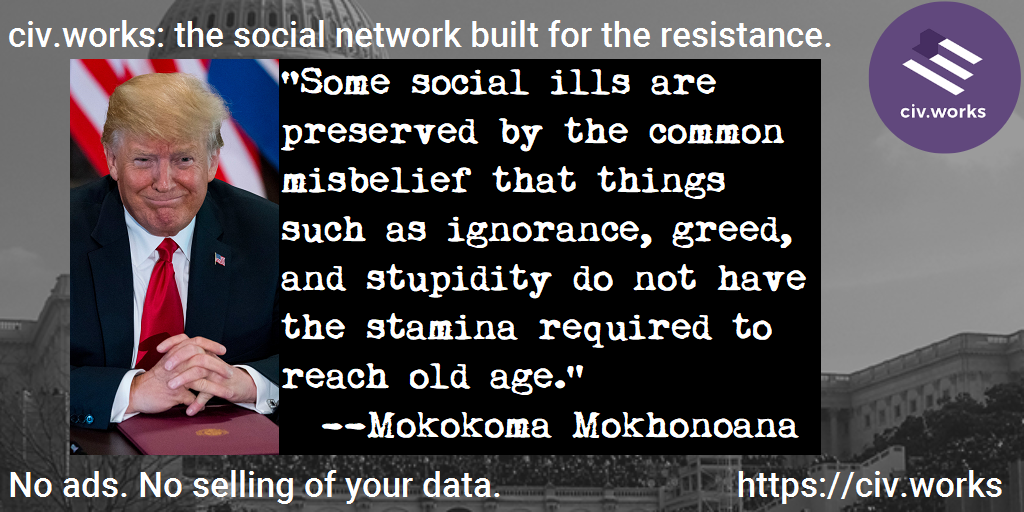 civ.works: the social network built for the resistance.
civ.works
"Some social ills are
preserved by the common
misbelief that things
such as ignorance, greed,
and stupidity do not have
the stamina required to
reach old age."
--Mokokoma Mokhonoana
No ads. No selling of your data.
https://civ.works